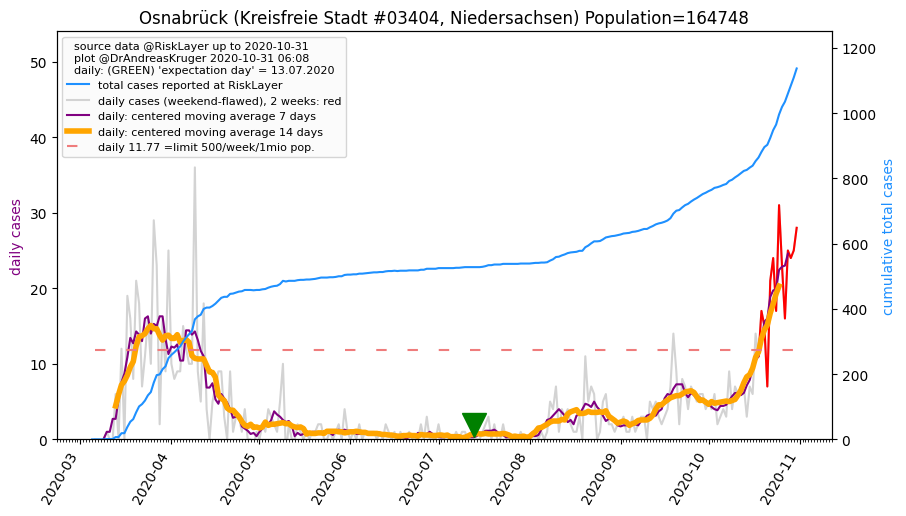 Osnabrück (Kreisfreie Stadt #03404, Niedersachsen) Population=164748
source data @RiskLayer up to 2020-10-31
plot @DrAndreasKruger 2020-10-31 06:08
daily: (GREEN) 'expectation day' = 13.07.2020
total cases reported at RiskLayer
daily cases (weekend-flawed), 2 weeks: red
daily: centered moving average 7 days
daily: centered moving average 14 days
daily 11.77 =limit 500/week/1mio pop.
daily cases
50
40
30
20
10
0
cumulative total cases
1200
1000
800
600
400
200
0
2020-03
2020-04
2020-05
2020-06
2020-07
2020-08
2020-09
2020-10
2020-11